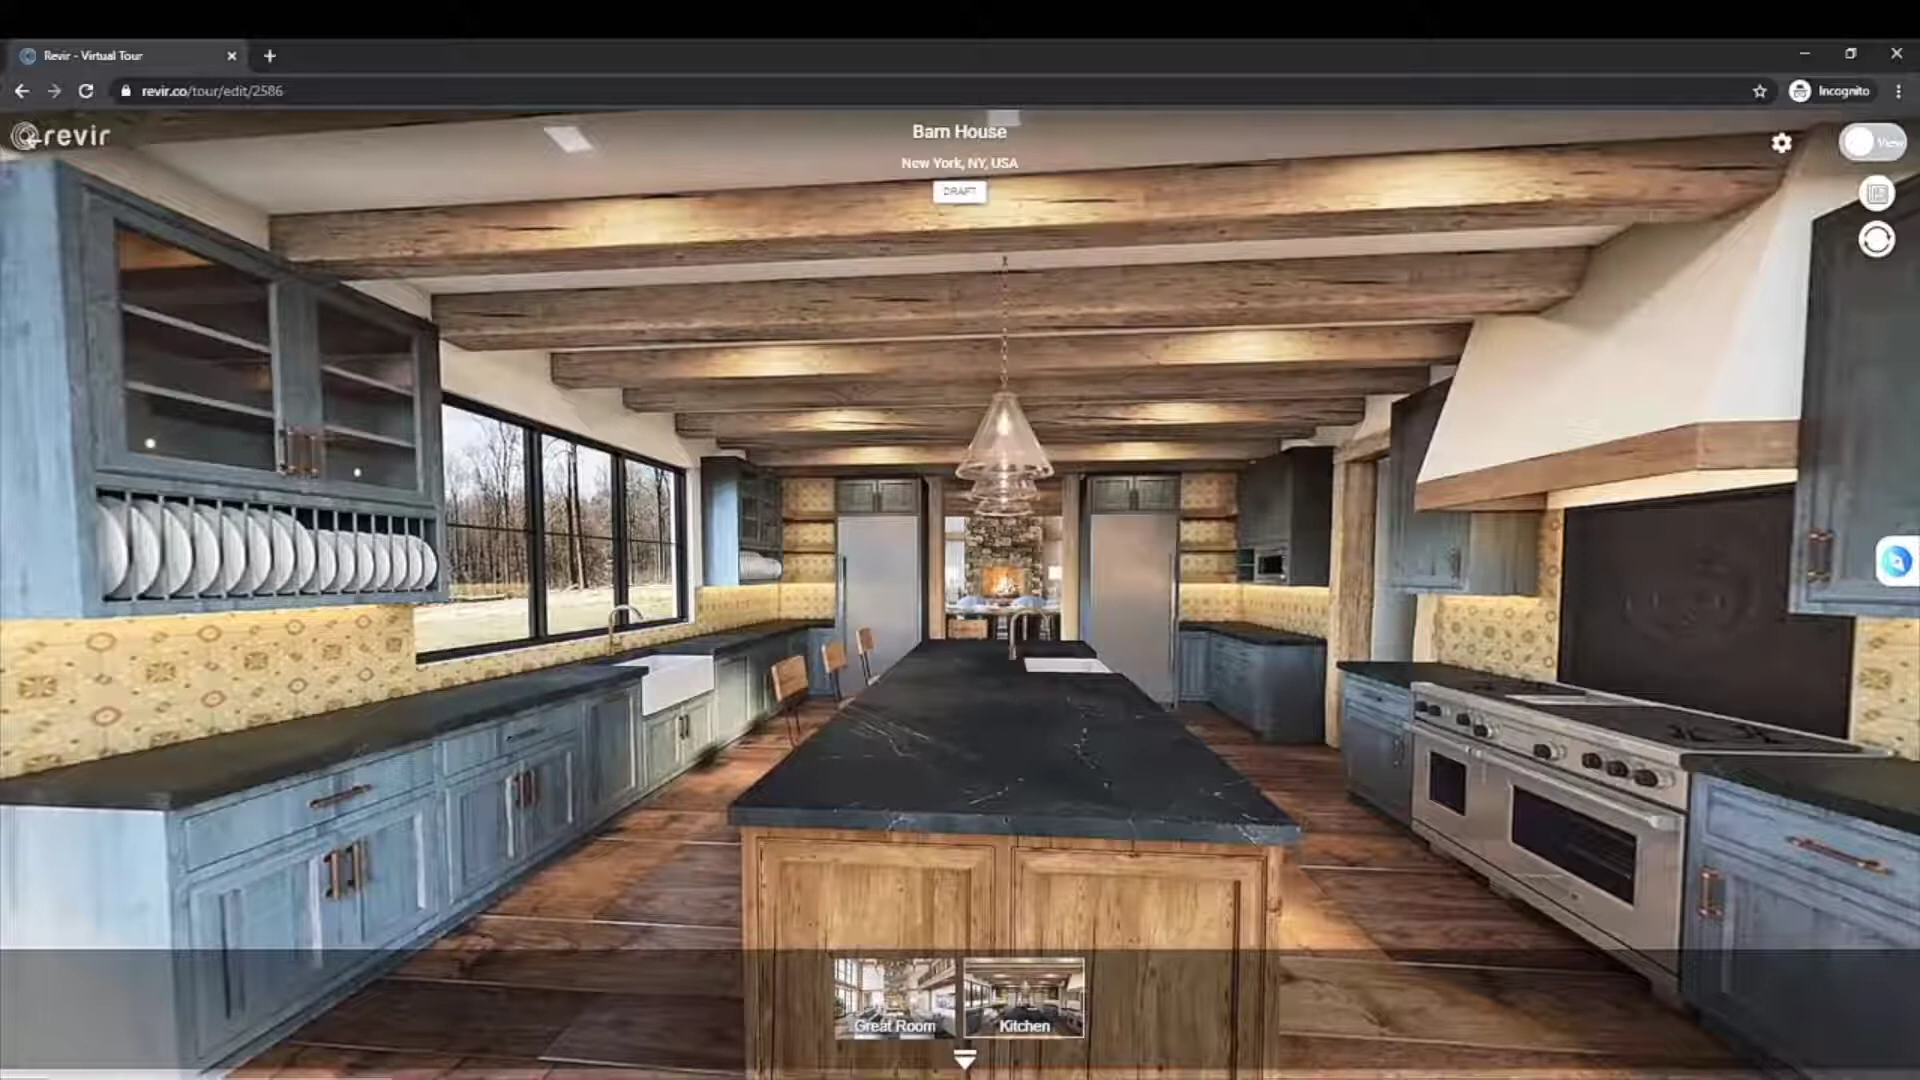 Revir - Virtual Tour
revir.co/tour/edit/2586
Incognito
revir
Barn House
New York, NY, USA
DRAFT
View
Great Room
Kitchen